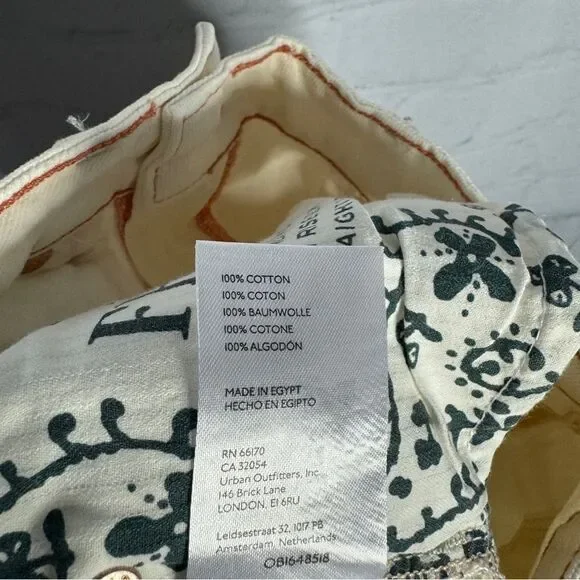 100% COTTON
100% COTON
100% BAUMWOLLE
100% COTONE
100% ALGODÓN
MADE IN EGYPT
HECHO EN EGIPTO
RN 66170
CA 32054
Urban Outfitters, Inc.
146 Brick Lane
LONDON, E1 6RU
Leidsestraat 32, 1017 PB
Amsterdam, Netherlands
OB1648518